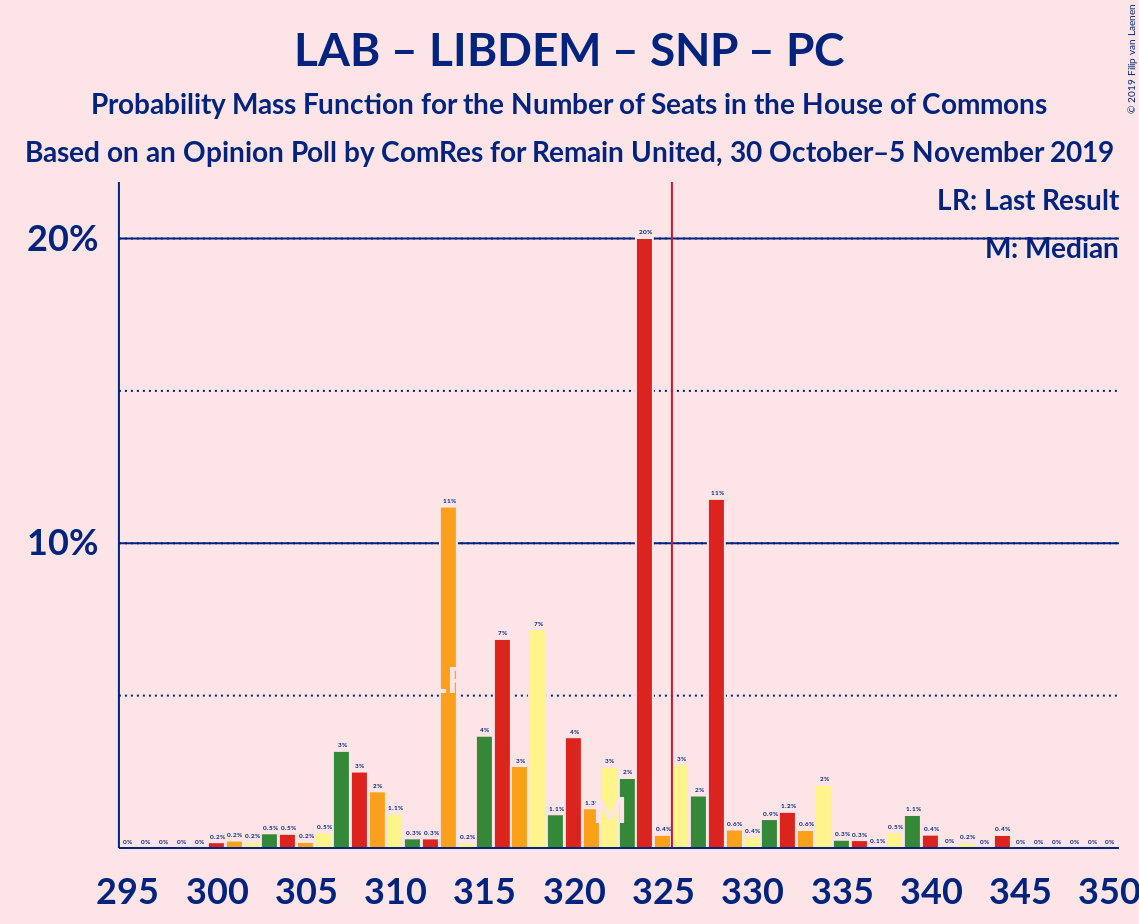 LAB – LIBDEM – SNP – PC
Probability Mass Function for the Number of Seats in the House of Commons
Based on an Opinion Poll by ComRes for Remain United, 30 October–5 November 2019
© 2019 Filip van Laenen
LR: Last Result
M: Median
20%
10%
0% 0% 0% 0% 0% 0.2% 0.2% 0.2% 0.5% 0.5% 0.2% 0.5% 3% 3% 2% 1.1% 0.3% 0.3% 11% 0.2% 4% 7% 3% 7% 1.1% 4% 1.3% 3% 2% 20% 0.4% 3% 2% 11% 0.6% 0.4% 0.9% 1.2% 0.6% 2% 0.3% 0.3% 0.1% 0.5% 1.1% 0.4% 0% 0.2% 0% 0.4% 0% 0% 0% 0% 0% 0%
LR
M
295 300 305 310 315 320 325 330 335 340 345 350